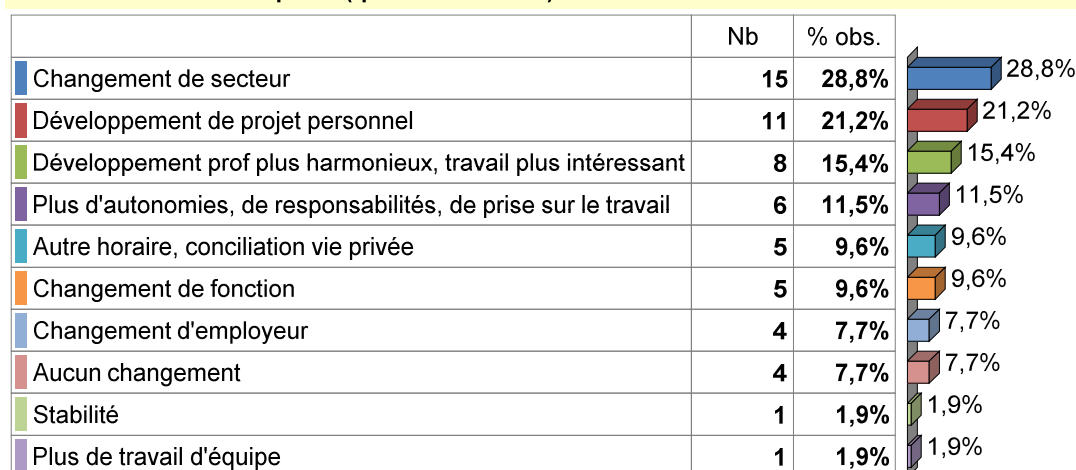 Nb % obs.
Changement de secteur 15 28,8% 28,8%
Développement de projet personnel 11 21,2% 21,2%
Développement prof plus harmonieux, travail plus intéressant 8 15,4% 15,4%
Plus d'autonomies, de responsabilités, de prise sur le travail 6 11,5% 11,5%
Autre horaire, conciliation vie privée 5 9,6% 9,6%
Changement de fonction 5 9,6% 9,6%
Changement d'employeur 4 7,7% 7,7%
Aucun changement 4 7,7% 7,7%
Stabilité 1 1,9% 1,9%
Plus de travail d'équipe 1 1,9% 1,9%